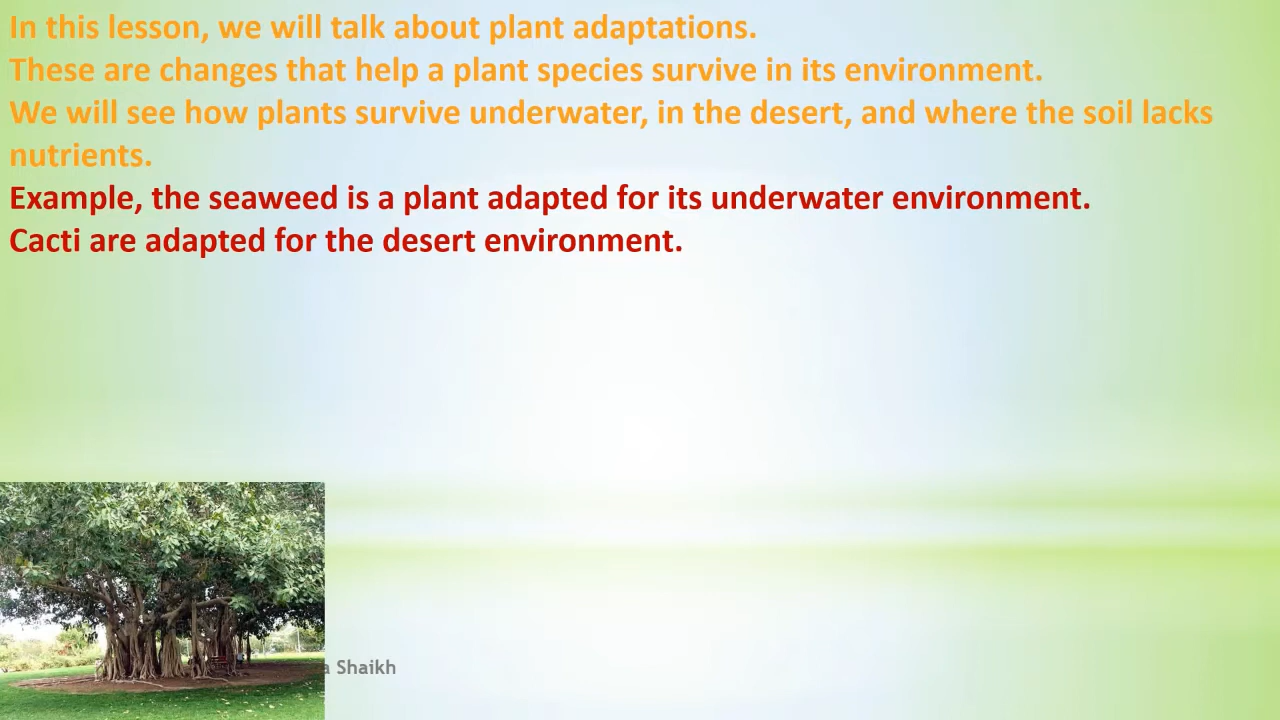 In this lesson, we will talk about plant adaptations.
These are changes that help a plant species survive in its environment.
We will see how plants survive underwater, in the desert, and where the soil lacks
nutrients.
Example, the seaweed is a plant adapted for its underwater environment.
Cacti are adapted for the desert environment.
Shaikh